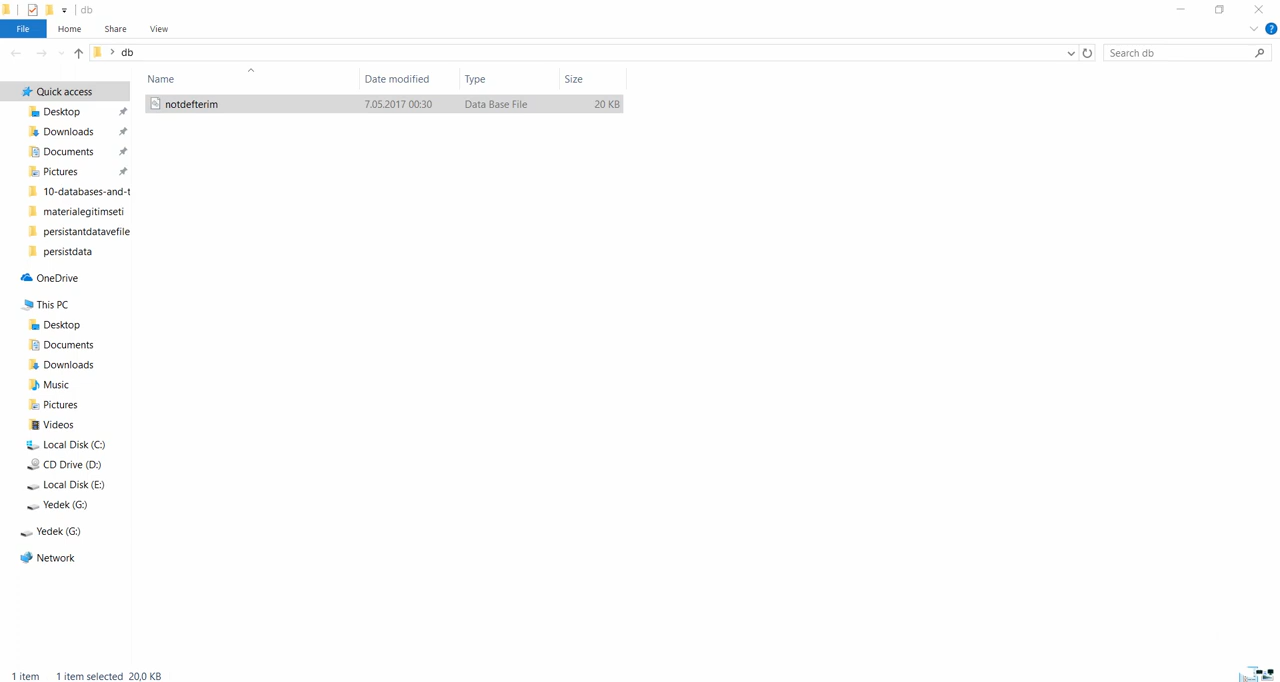 db
File Home Share View
db
Search db
Name Date modified Type Size
notdefterim 7.05.2017 00:30 Data Base File 20 KB
Quick access
Desktop
Downloads
Documents
Pictures
10-databases-and-t
materialegitimseti
persistantdatavefile
persistdata
OneDrive
This PC
Desktop
Documents
Downloads
Music
Pictures
Videos
Local Disk (C:)
CD Drive (D:)
Local Disk (E:)
Yedek (G:)
Yedek (G:)
Network
1 item 1 item selected 20,0 KB